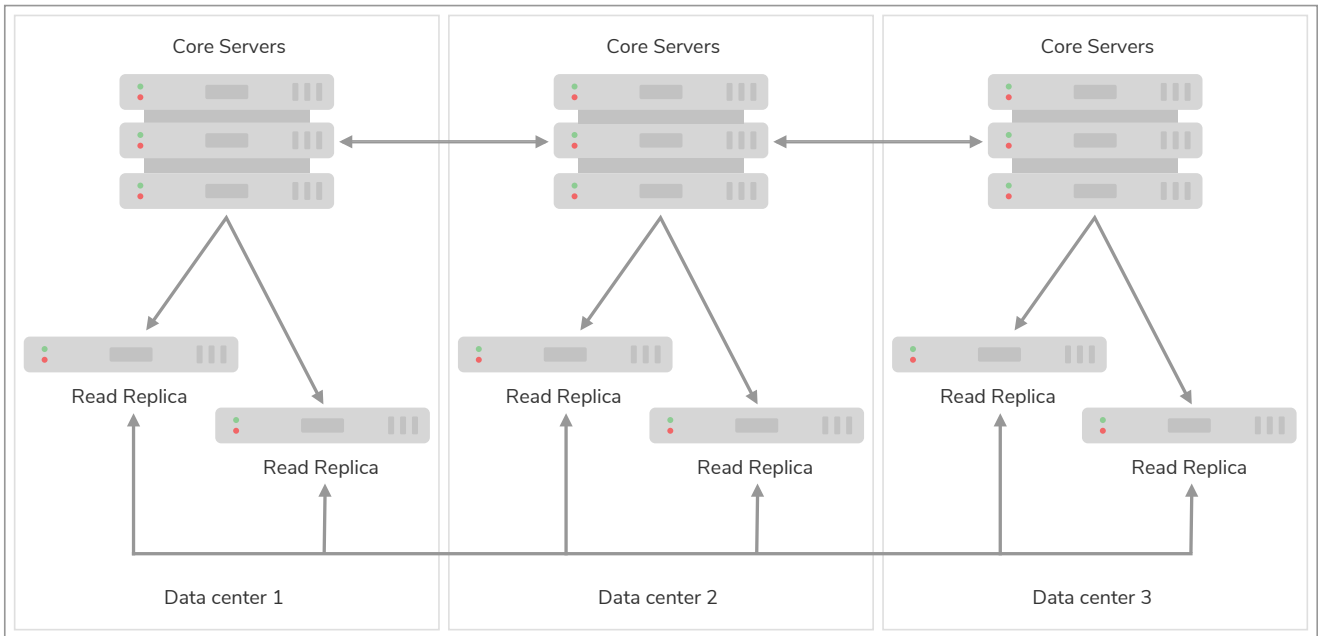 Core Servers
Core Servers
Core Servers
Read Replica
Read Replica
Read Replica
Read Replica
Read Replica
Read Replica
Data center 1
Data center 2
Data center 3